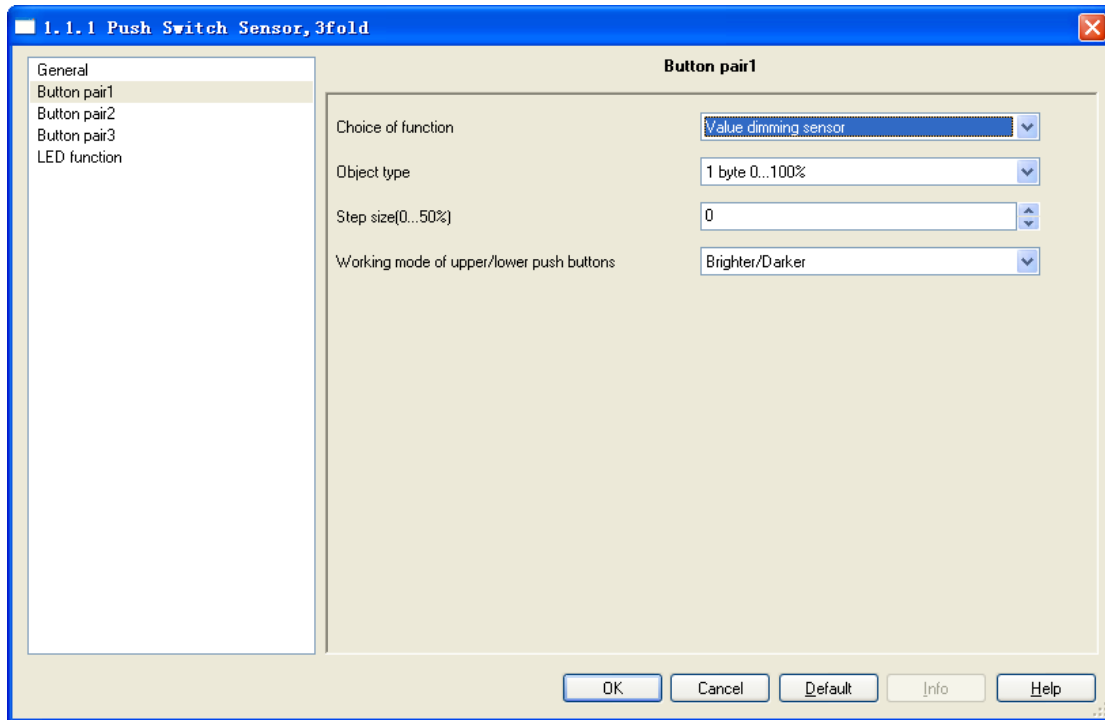 1.1.1 Push Switch Sensor,3fold
General
Button pair1
Button pair2
Button pair3
LED function
Button pair1
Choice of function
Value dimming sensor
Object type
1 byte 0...100%
Step size(0...50%)
0
Working mode of upper/lower push buttons
Brighter/Darker
OK
Cancel
Default
Info
Help